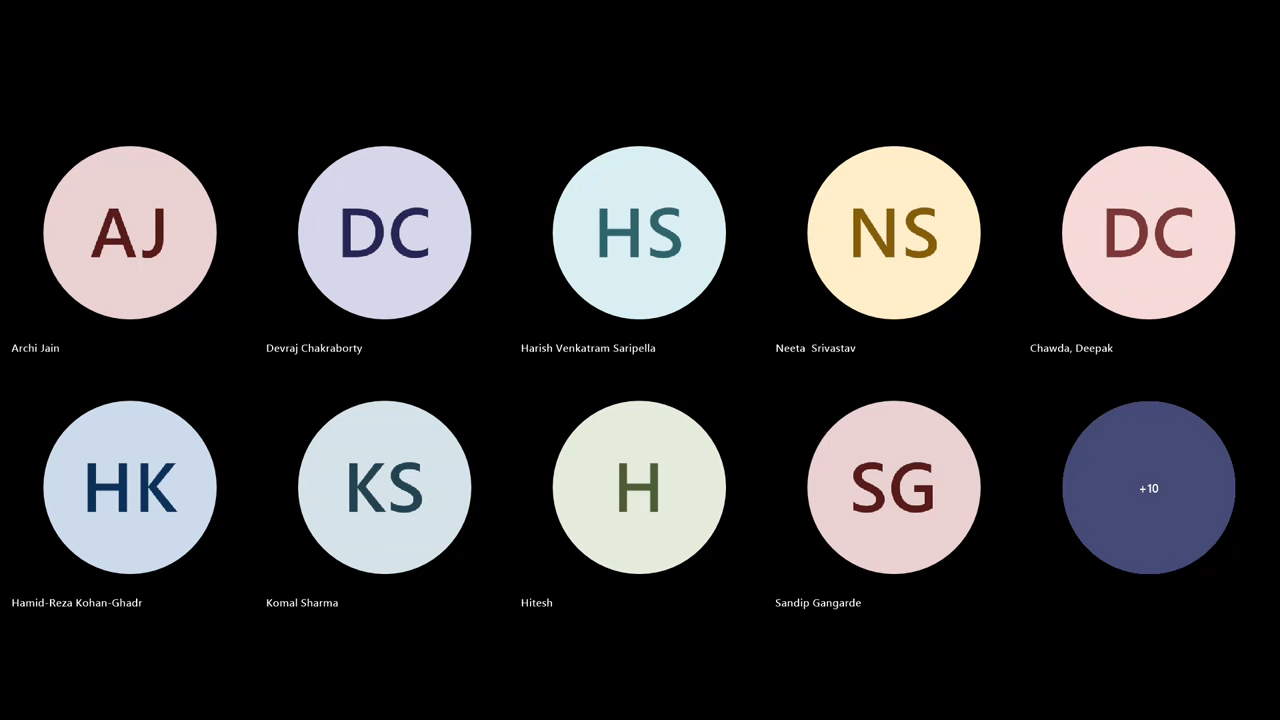 AJ
DC
HS
NS
DC
Archi Jain
Devraj Chakraborty
Harish Venkatram Saripella
Neeta  Srivastav
Chawda, Deepak
HK
KS
H
SG
+10
Hamid-Reza Kohan-Ghadr
Komal Sharma
Hitesh
Sandip Gangarde